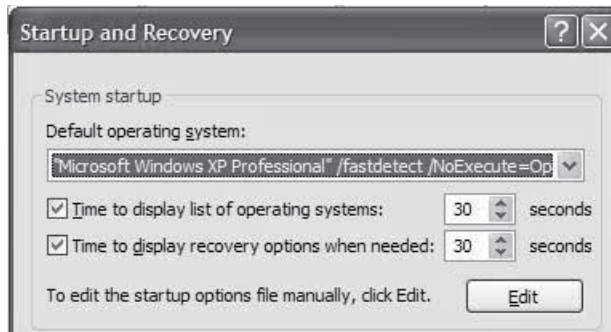 Startup and Recovery
System startup
Default operating system:
"Microsoft Windows XP Professional" /fastdetect /NoExecute=Op
Time to display list of operating systems: 30 seconds
Time to display recovery options when needed: 30 seconds
To edit the startup options file manually, click Edit. Edit